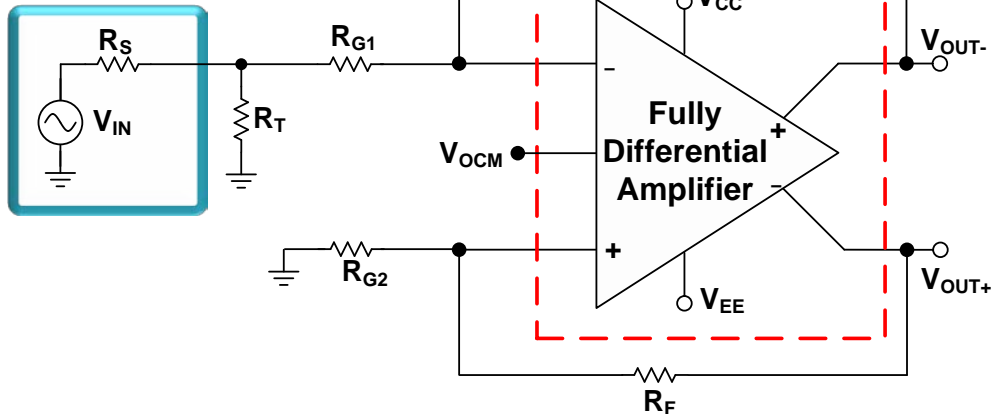 V_CC
R_S
R_G1
V_OUT-
–
V_IN
R_T
Fully
+
V_OCM
Differential
Amplifier
–
+
R_G2
V_EE
V_OUT+
R_F